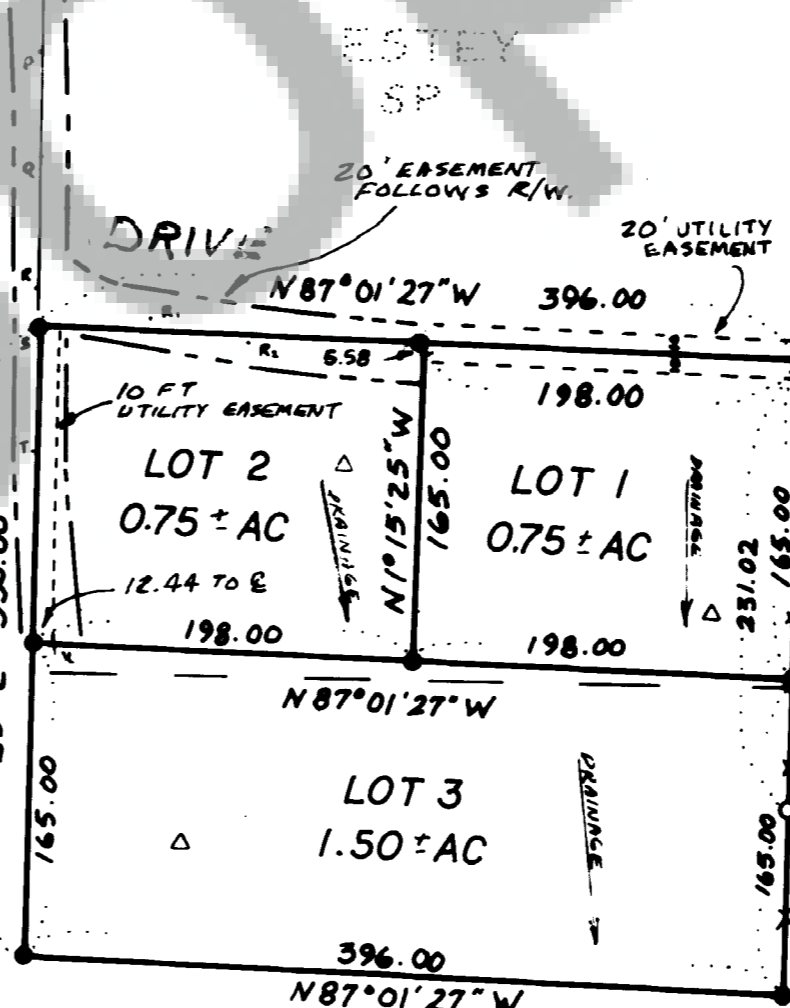 ESTEY
SP
20' EASEMENT
FOLLOWS R/W.
DRIVE
20' UTILITY
EASEMENT
N87°01'27"W
396.00
R
R₁
S
R₂
5.58
198.00
10 FT
UTILITY EASEMENT
T
LOT 2
0.75 ± AC
DRAINAGE
N1°15'25"W
165.00
LOT 1
0.75 ± AC
DRAINAGE
231.02
165.00
12.44 TO ℄
198.00
198.00
N87°01'27"W
165.00
LOT 3
1.50 ± AC
DRAINAGE
165.00
396.00
N87°01'27"W